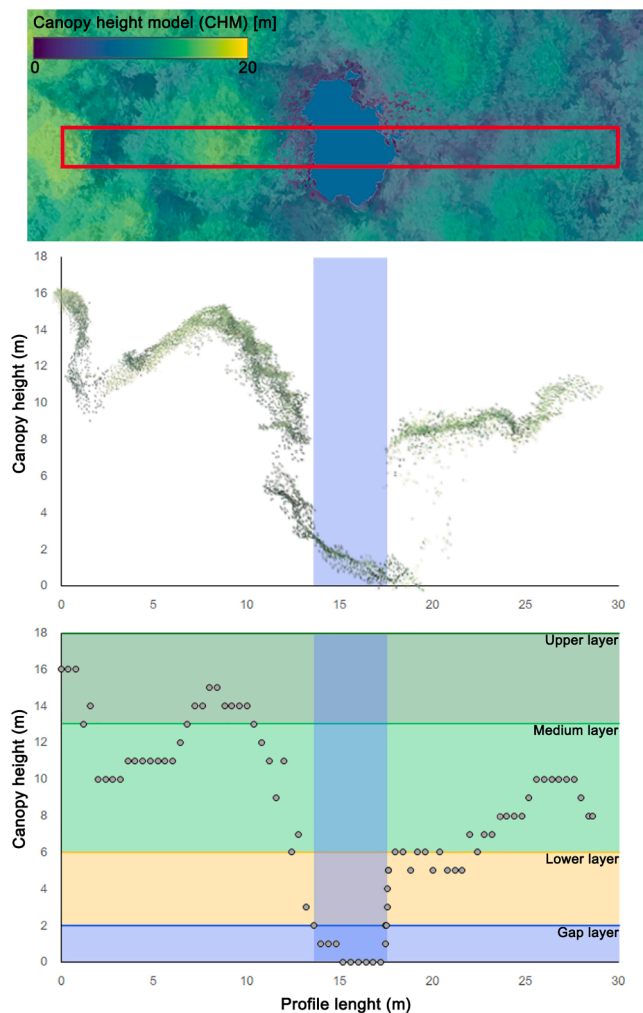 Canopy height model (CHM) [m]
0 20
18
16
14
12
10
8
6
4
2
0
Canopy height (m)
0 5 10 15 20 25 30
18
16
14
12
10
8
6
4
2
0
Canopy height (m)
Upper layer
Medium layer
Lower layer
Gap layer
0 5 10 15 20 25 30
Profile lenght (m)